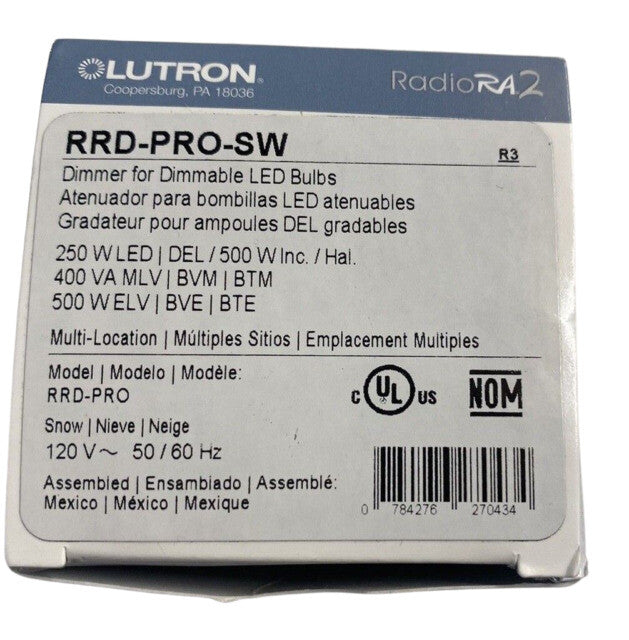 LUTRON®
Coopersburg, PA 18036
RadioRA2
RRD-PRO-SW
R3
Dimmer for Dimmable LED Bulbs
Atenuador para bombillas LED atenuables
Gradateur pour ampoules DEL gradables
250 W LED | DEL / 500 W Inc. / Hal.
400 VA MLV | BVM | BTM
500 W ELV | BVE | BTE
Multi-Location | Múltiples Sitios | Emplacement Multiples
Model | Modelo | Modèle:
RRD-PRO
Snow | Nieve | Neige
120 V~ 50 / 60 Hz
Assembled | Ensamblado | Assemblé:
Mexico | México | Mexique
C UL US
NOM
0 784276 270434